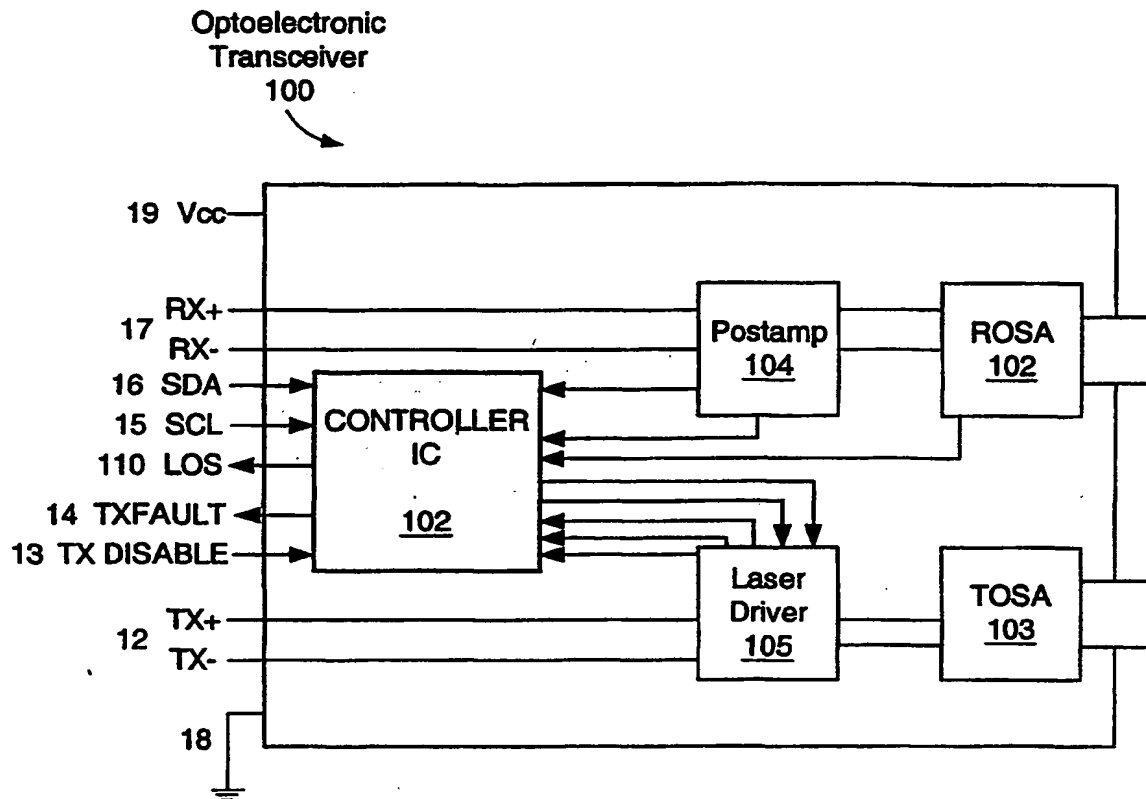 Optoelectronic
Transceiver
100
19 Vcc
17
RX+
RX-
16 SDA
15 SCL
110 LOS
14 TXFAULT
13 TX DISABLE
12
TX+
TX-
18
CONTROLLER
IC
102
Postamp
104
ROSA
102
Laser
Driver
105
TOSA
103